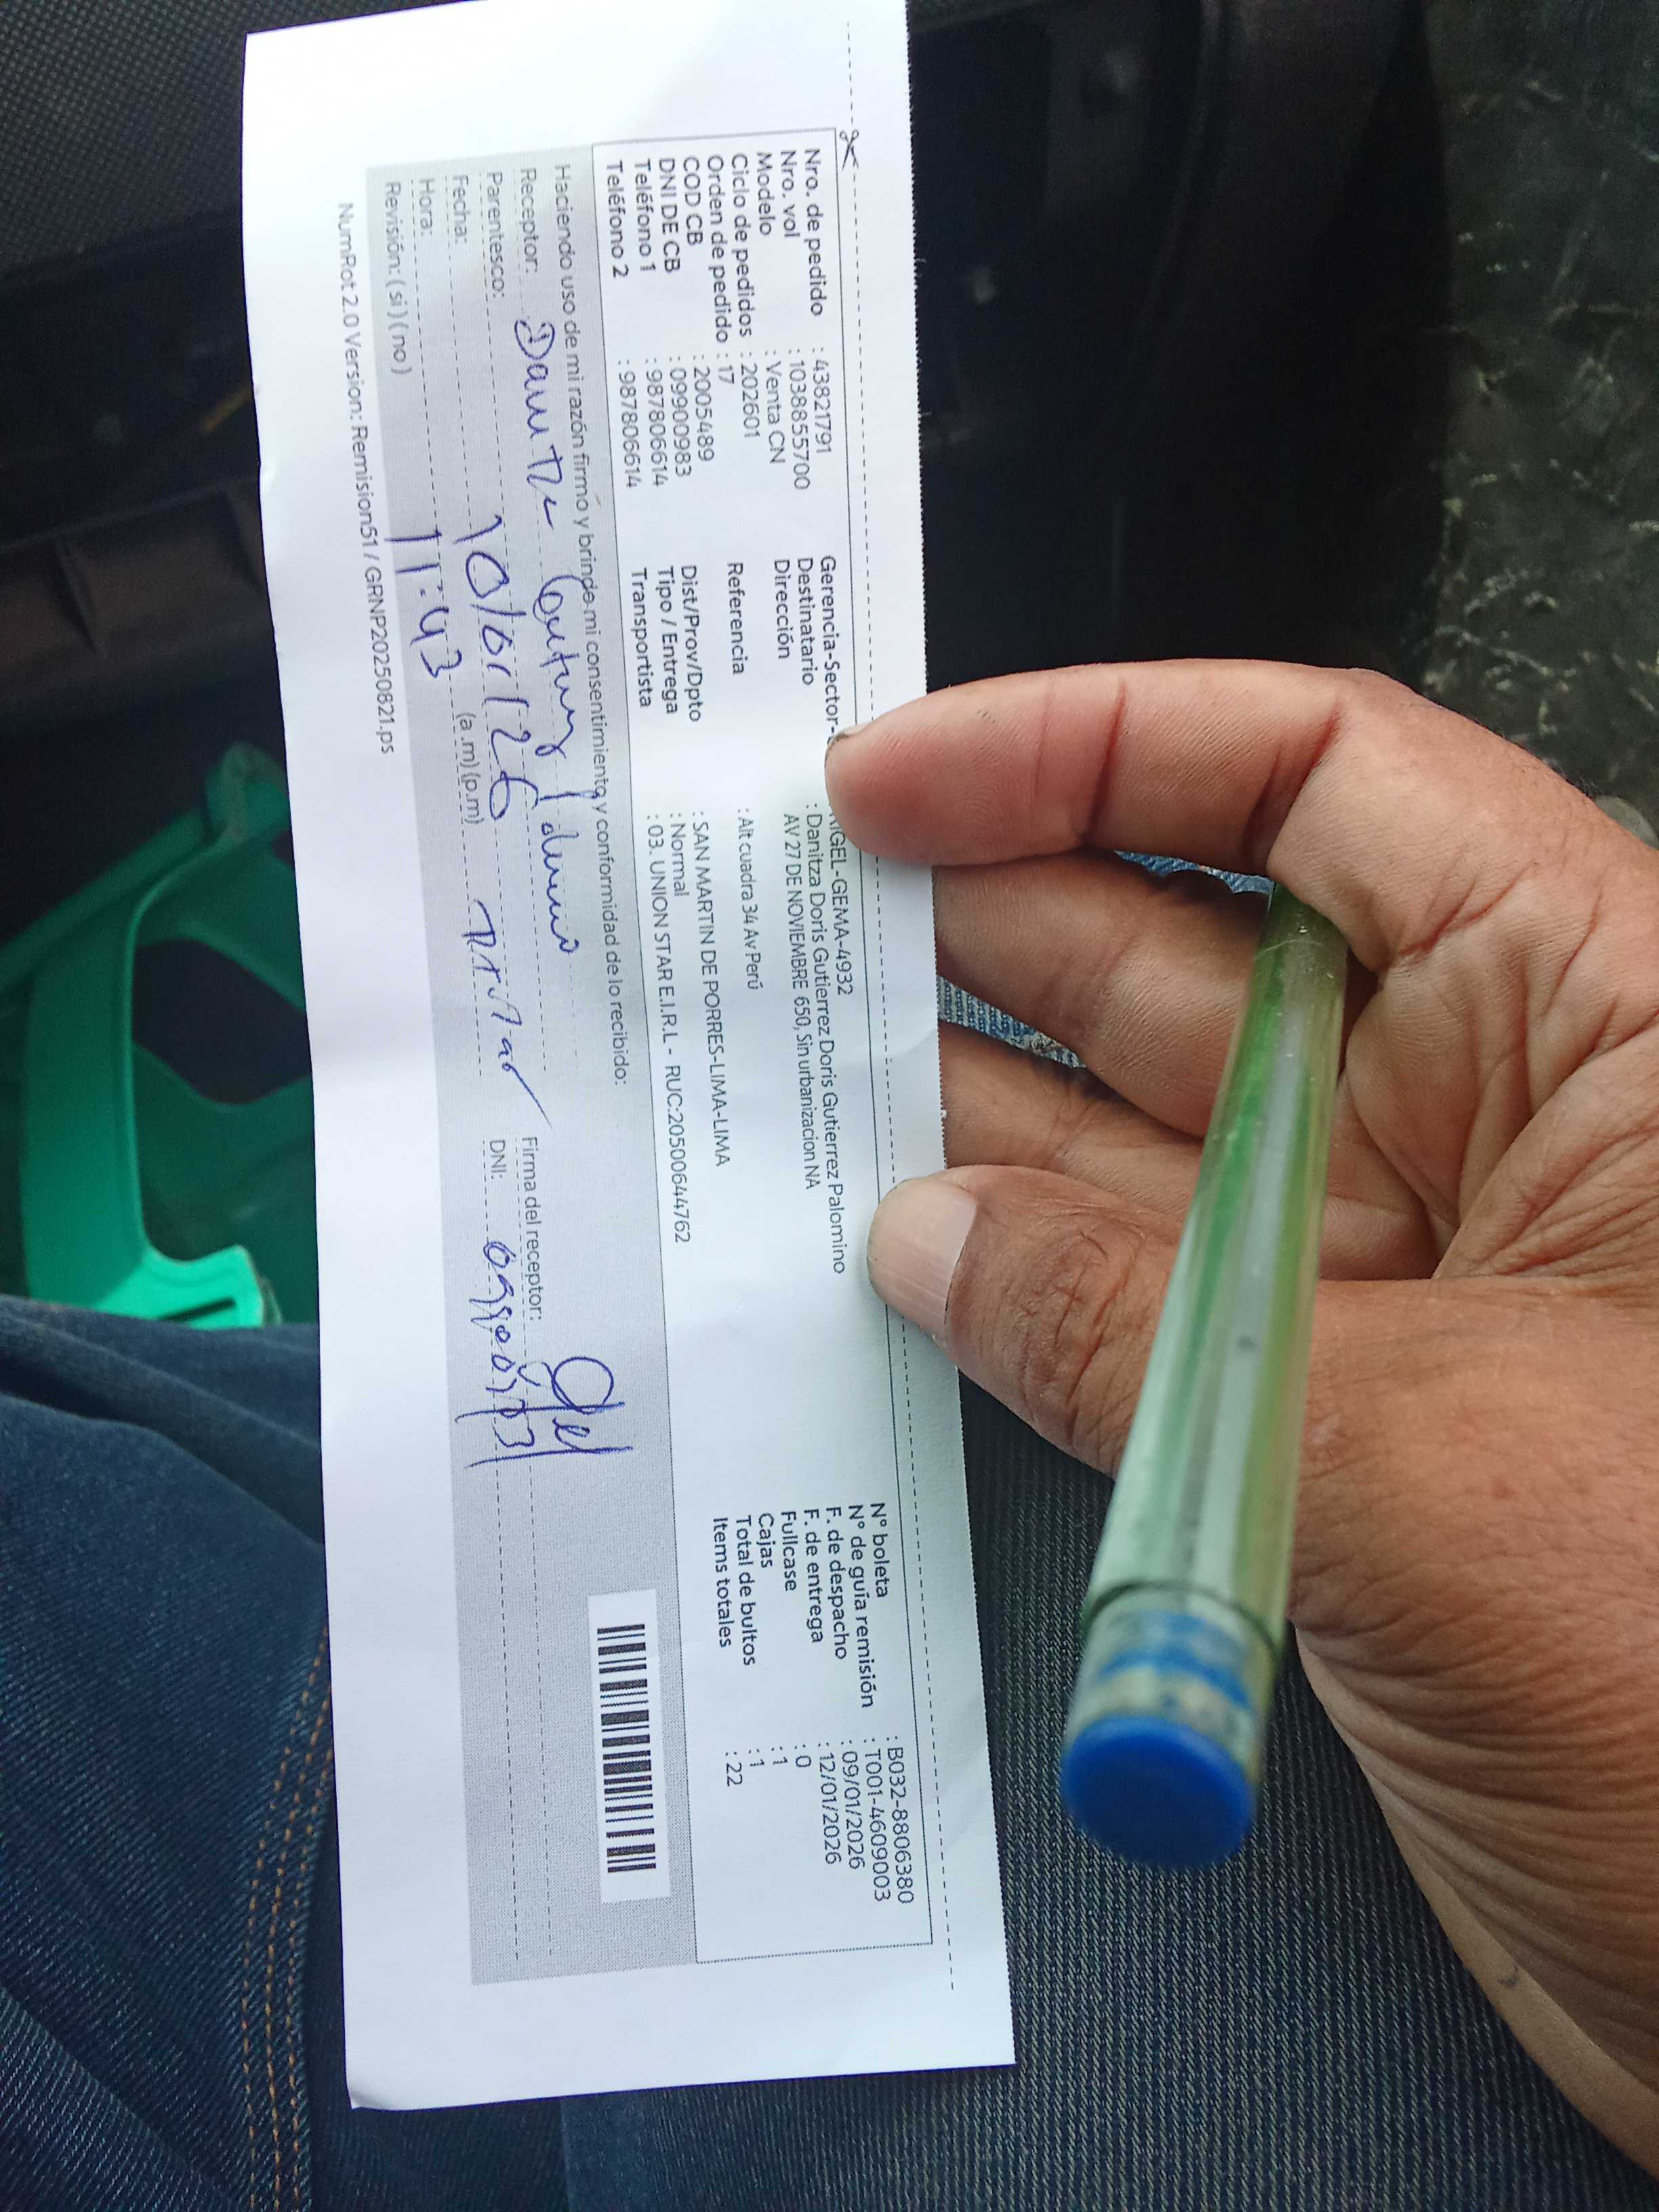 Nro. de pedido : 43821791
Nro. vol : 1038855700
Modelo : Venta CN
Ciclo de pedidos : 202601
Orden de pedido : 17
COD CB : 2005489
DNI DE CB : 09900983
Teléfono 1 : 987806614
Teléfono 2 : 987806614
Gerencia-Sector- RIGEL-GEMA-4932
Destinatario : Danitza Doris Gutierrez Doris Gutierrez Palomino
Dirección AV 27 DE NOVIEMBRE 650, Sin urbanizacion NA
Referencia : Alt cuadra 34 Av Perú
Dist/Prov/Dpto : SAN MARTIN DE PORRES-LIMA-LIMA
Tipo / Entrega : Normal
Transportista : 03. UNION STAR E.I.R.L - RUC:20500644762
N° boleta : B032-8806380
N° de guía remisión : T001-4609003
F. de despacho : 09/01/2026
F. de entrega : 12/01/2026
Fullcase : 0
Cajas : 1
Total de bultos : 1
Items totales : 22
Haciendo uso de mi razón firmo y brinde mi consentimiento y conformidad de lo recibido:
Receptor:
Firma del receptor:
Parentesco: Titular
DNI:
Fecha: 10/01/26
Hora: 11:43 (a.m) (p.m)
Revisión: ( si ) ( no )
NumRot 2.0 Version: Remision51 / GRNP20250821.ps